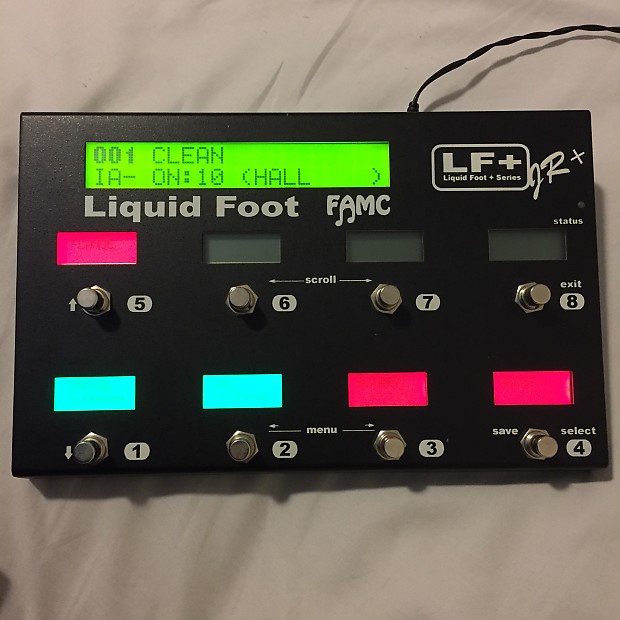 001 CLEAN
IA- ON:10 (HALL )
Liquid Foot FAMC
LF+ JR+
Liquid Foot + Series
status
scroll
exit
5 6 7 8
menu
save select
1 2 3 4